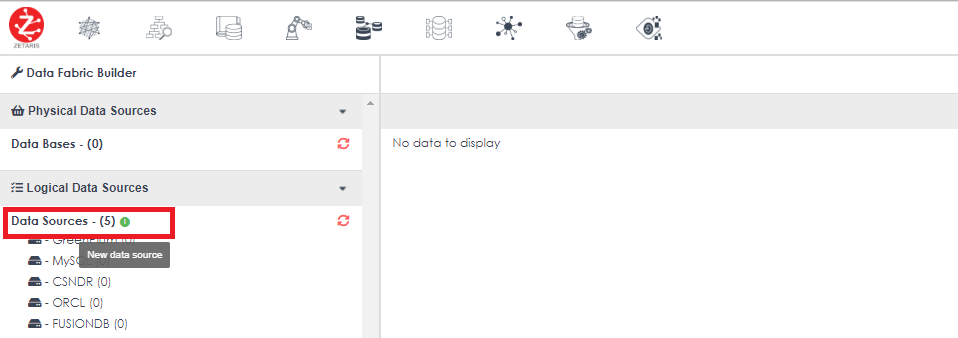 ZETARIS
Data Fabric Builder
Physical Data Sources
Data Bases - (0)
No data to display
Logical Data Sources
Data Sources - (5)
- GreenPlum (0)
New data source
- MySQ
- CSNDR (0)
- ORCL (0)
- FUSIONDB (0)